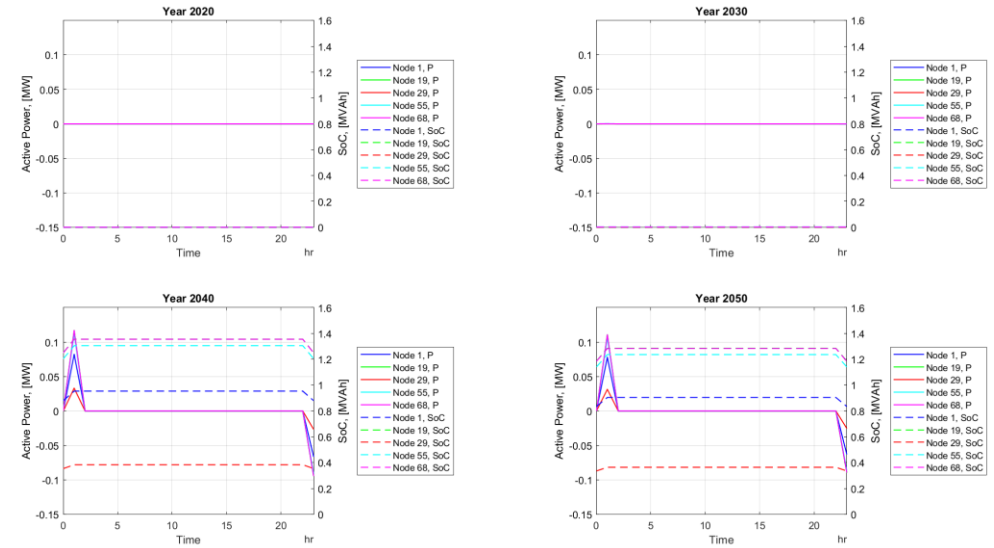 Year 2020
Active Power, [MW]
0.1
0.05
0
-0.05
-0.1
-0.15
0 5 10 15 20
Time
hr
1.6
1.4
1.2
1
0.8
0.6
0.4
0.2
0
SoC, [MVAh]
Node 1, P
Node 19, P
Node 29, P
Node 55, P
Node 68, P
Node 1, SoC
Node 19, SoC
Node 29, SoC
Node 55, SoC
Node 68, SoC
Year 2030
Active Power, [MW]
0.1
0.05
0
-0.05
-0.1
-0.15
0 5 10 15 20
Time
hr
1.6
1.4
1.2
1
0.8
0.6
0.4
0.2
0
SoC, [MVAh]
Node 1, P
Node 19, P
Node 29, P
Node 55, P
Node 68, P
Node 1, SoC
Node 19, SoC
Node 29, SoC
Node 55, SoC
Node 68, SoC
Year 2040
Active Power, [MW]
0.1
0.05
0
-0.05
-0.1
-0.15
0 5 10 15 20
Time
hr
1.6
1.4
1.2
1
0.8
0.6
0.4
0.2
0
SoC, [MVAh]
Node 1, P
Node 19, P
Node 29, P
Node 55, P
Node 68, P
Node 1, SoC
Node 19, SoC
Node 29, SoC
Node 55, SoC
Node 68, SoC
Year 2050
Active Power, [MW]
0.1
0.05
0
-0.05
-0.1
-0.15
0 5 10 15 20
Time
hr
1.6
1.4
1.2
1
0.8
0.6
0.4
0.2
0
SoC, [MVAh]
Node 1, P
Node 19, P
Node 29, P
Node 55, P
Node 68, P
Node 1, SoC
Node 19, SoC
Node 29, SoC
Node 55, SoC
Node 68, SoC